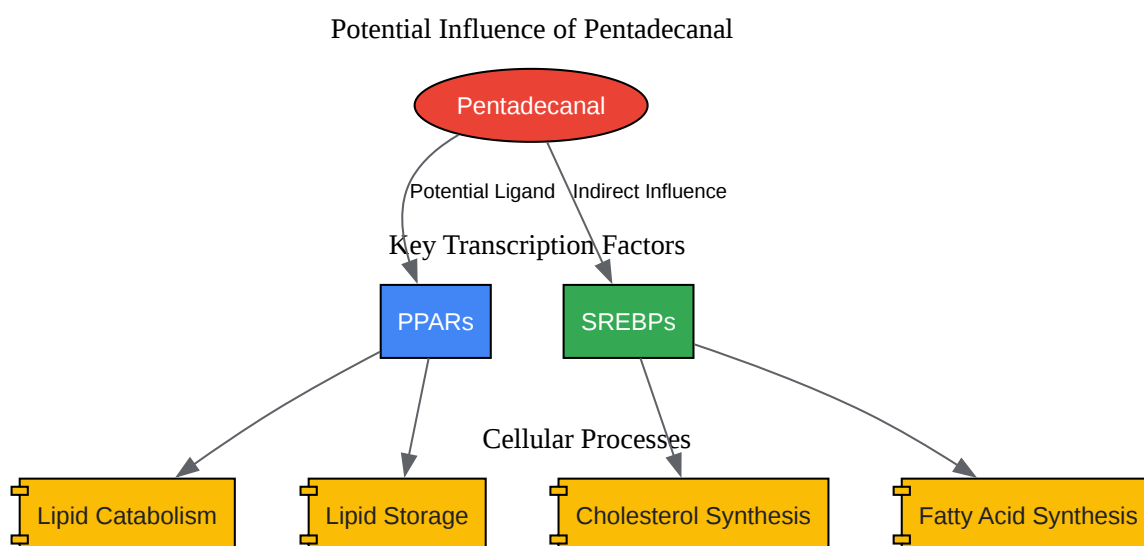 Potential Influence of Pentadecanal
Pentadecanal
Potential Ligand
Indirect Influence
Key Transcription Factors
PPARs
SREBPs
Cellular Processes
Lipid Catabolism
Lipid Storage
Cholesterol Synthesis
Fatty Acid Synthesis